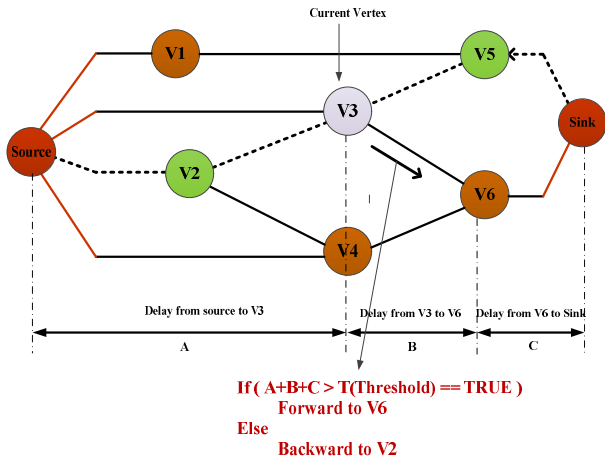 Current Vertex
V1
V5
V3
Sink
Source
V2
V6
V4
Delay from source to V3
Delay from V3 to V6
Delay from V6 to Sink
A
B
C
If ( A+B+C > T(Threshold) == TRUE )
Forward to V6
Else
Backward to V2